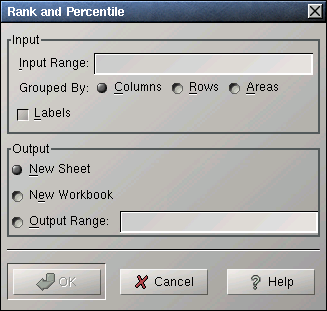 Rank and Percentile
Input
Input Range:
Grouped By: Columns Rows Areas
Labels
Output
New Sheet
New Workbook
Output Range:
OK Cancel Help